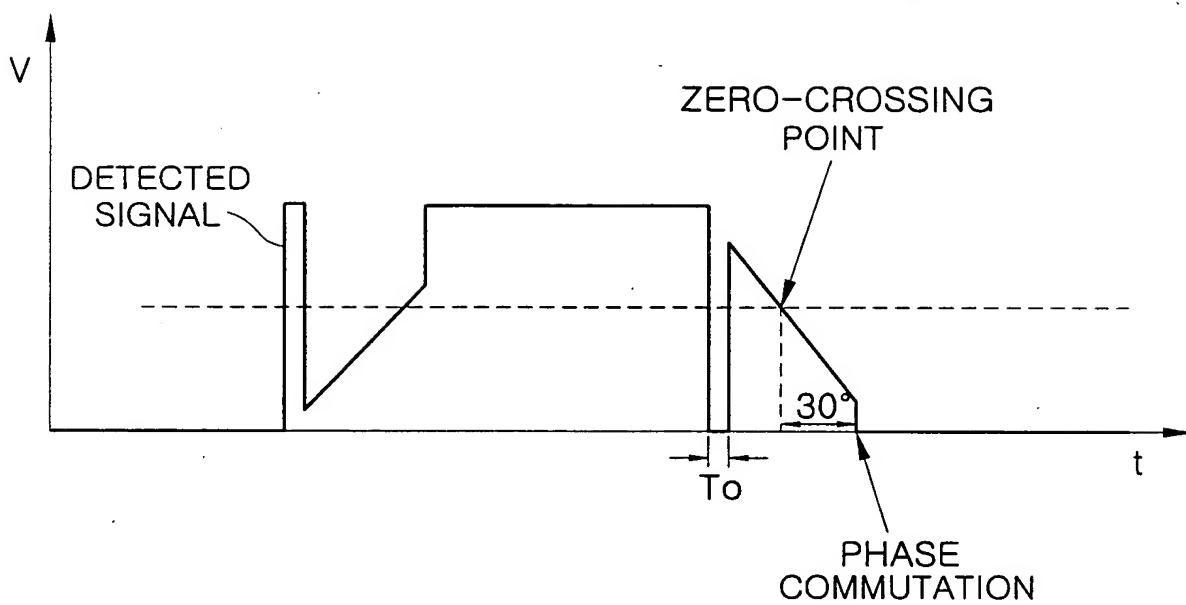 V
ZERO-CROSSING
POINT
DETECTED
SIGNAL
30°
To
t
PHASE
COMMUTATION